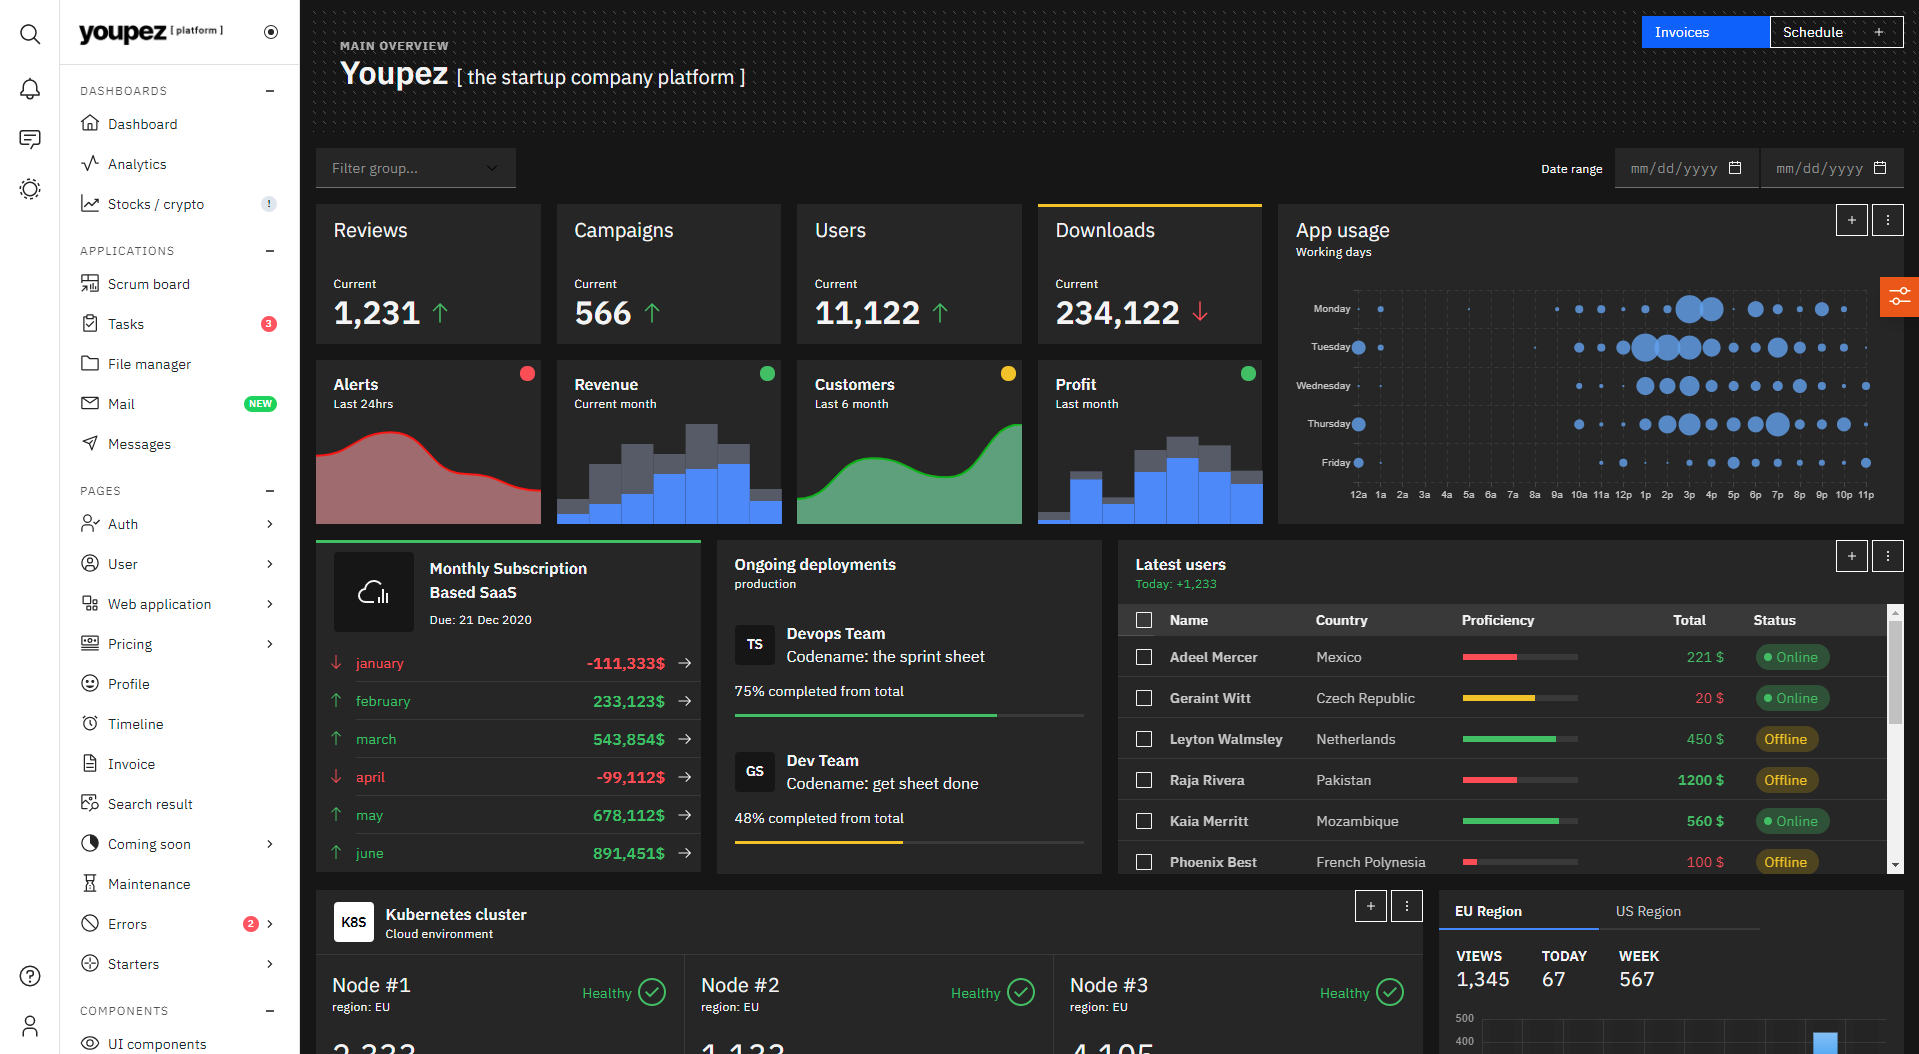 youpez [ platform ]
DASHBOARDS
Dashboard
Analytics
Stocks / crypto !
APPLICATIONS
Scrum board
Tasks 3
File manager
Mail NEW
Messages
PAGES
Auth
User
Web application
Pricing
Profile
Timeline
Invoice
Search result
Coming soon
Maintenance
Errors 2
Starters
COMPONENTS
UI components
MAIN OVERVIEW
Youpez [ the startup company platform ]
Invoices
Schedule +
Filter group...
Date range mm/dd/yyyy mm/dd/yyyy
Reviews
Current
1,231
Campaigns
Current
566
Users
Current
11,122
Downloads
Current
234,122
App usage
Working days
Monday
Tuesday
Wednesday
Thursday
Friday
12a 1a 2a 3a 4a 5a 6a 7a 8a 9a 10a 11a 12p 1p 2p 3p 4p 5p 6p 7p 8p 9p 10p 11p
Alerts
Last 24hrs
Revenue
Current month
Customers
Last 6 month
Profit
Last month
Monthly Subscription
Based SaaS
Due: 21 Dec 2020
january -111,333$
february 233,123$
march 543,854$
april -99,112$
may 678,112$
june 891,451$
Ongoing deployments
production
TS
Devops Team
Codename: the sprint sheet
75% completed from total
GS
Dev Team
Codename: get sheet done
48% completed from total
Latest users
Today: +1,233
Name Country Proficiency Total Status
Adeel Mercer Mexico 221 $ Online
Geraint Witt Czech Republic 20 $ Online
Leyton Walmsley Netherlands 450 $ Offline
Raja Rivera Pakistan 1200 $ Offline
Kaia Merritt Mozambique 560 $ Online
Phoenix Best French Polynesia 100 $ Offline
K8S
Kubernetes cluster
Cloud environment
Node #1
region: EU
Healthy
Node #2
region: EU
Healthy
Node #3
region: EU
Healthy
EU Region US Region
VIEWS TODAY WEEK
1,345 67 567
500
400